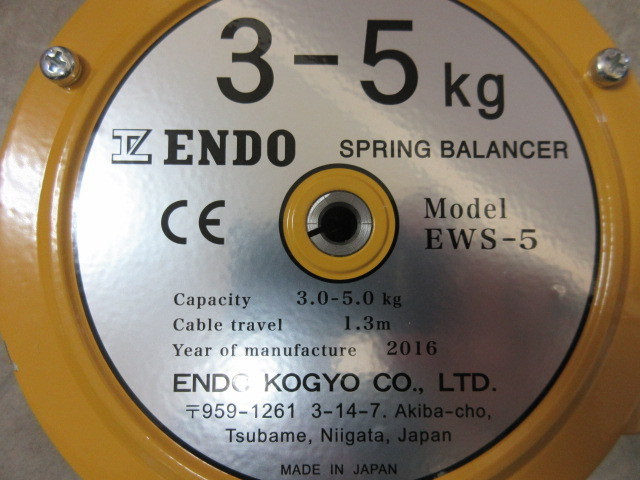 3-5 kg
ENDO SPRING BALANCER
CE Model
EWS-5
Capacity 3.0-5.0 kg
Cable travel 1.3m
Year of manufacture 2016
ENDO KOGYO CO., LTD.
〒959-1261 3-14-7. Akiba-cho,
Tsubame, Niigata, Japan
MADE IN JAPAN